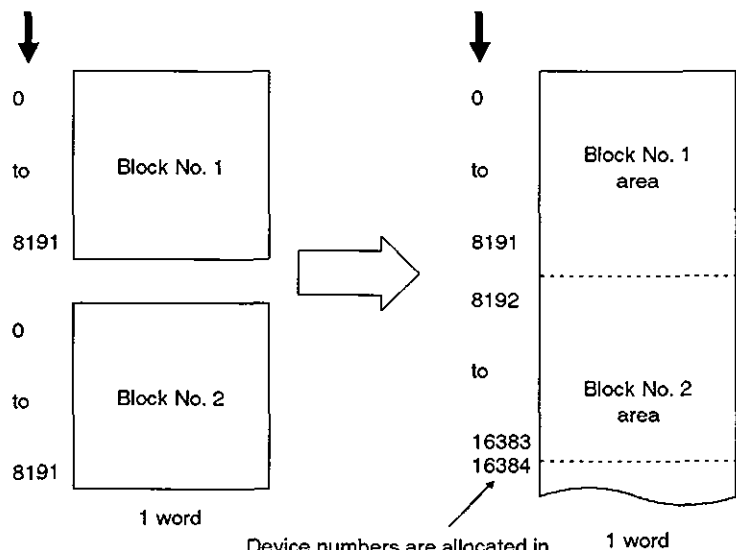 0
to
8191
Block No. 1
0
to
8191
Block No. 2
1 word
0
to
8191
8192
to
16383
16384
Block No. 1
area
Block No. 2
area
Device numbers are allocated in
1 word